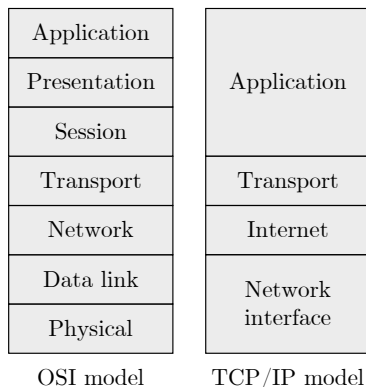 Application
Presentation
Session
Transport
Network
Data link
Physical
OSI model
Application
Transport
Internet
Network
interface
TCP/IP model